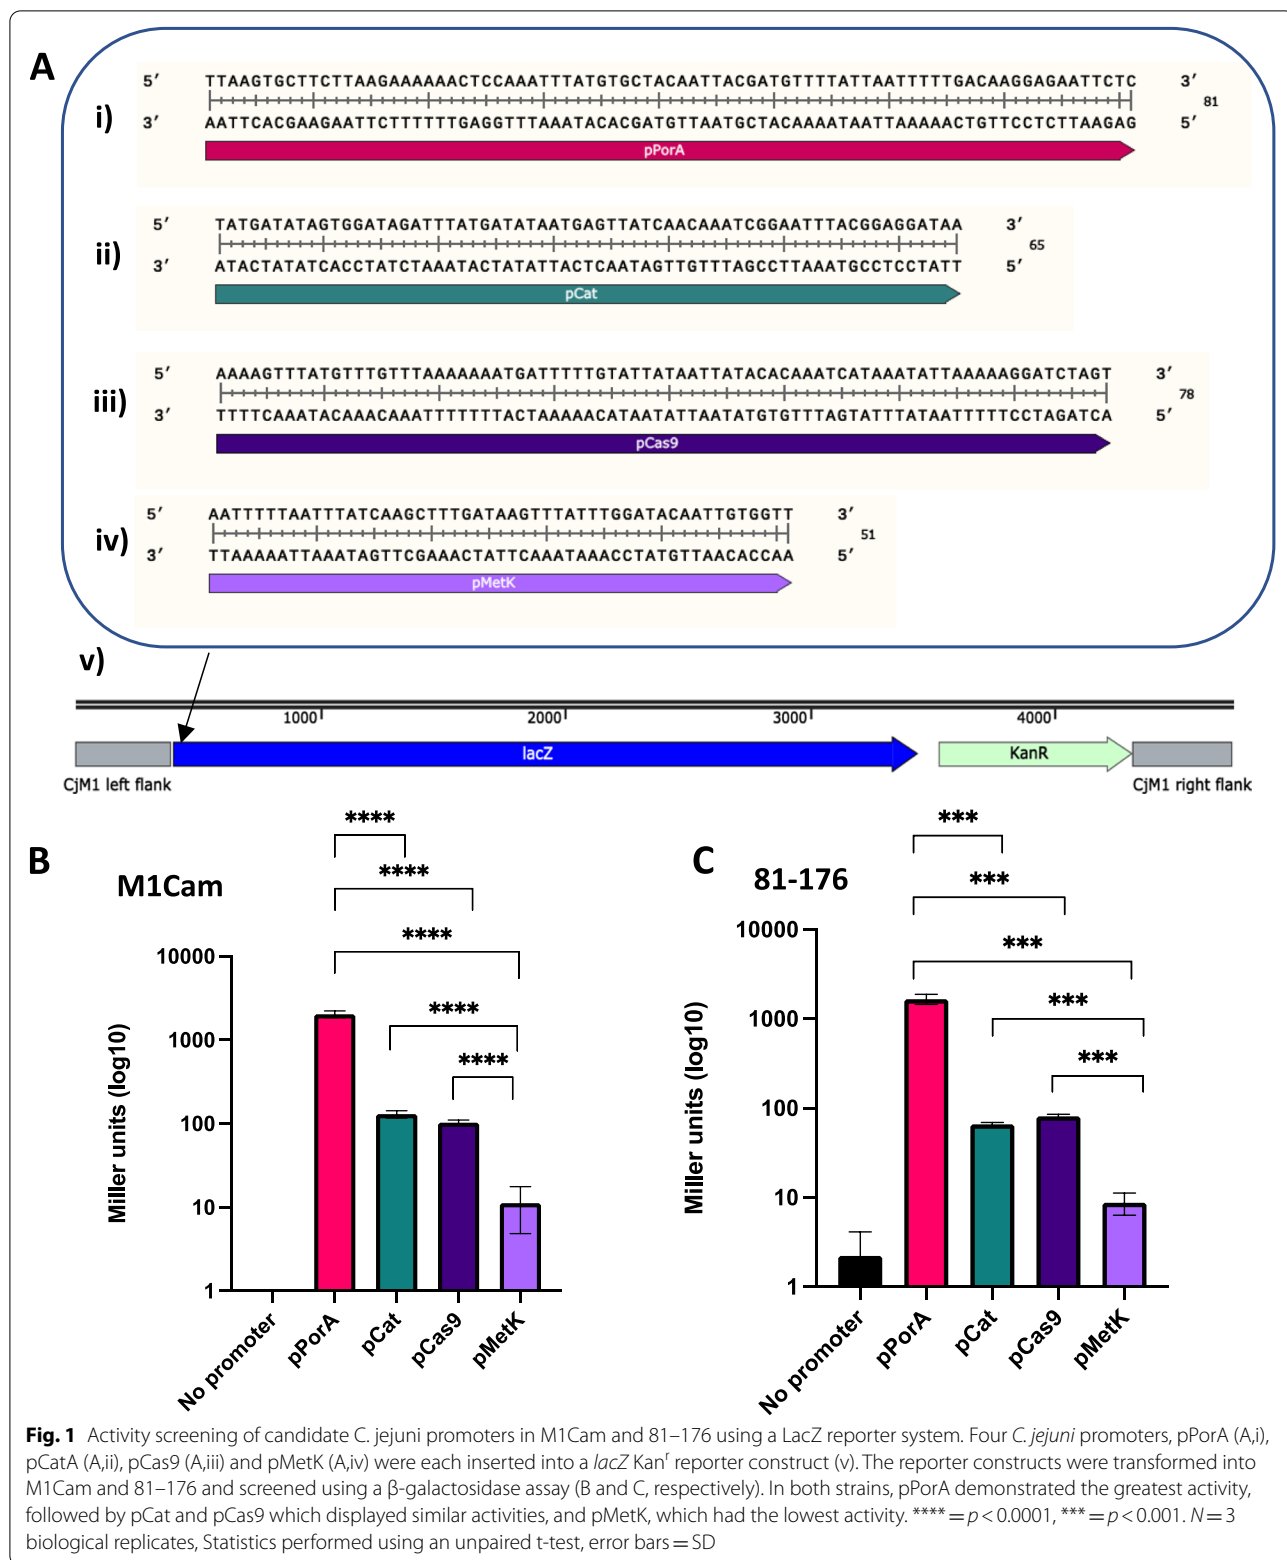 A
i)
5′ TTAAGTGCTTCTTAAGAAAAAACTCCAAATTTATGTGCTACAATTACGATGTTTTATTAATTTTTGACAAGGAGAATTCTC 3′
81
3′ AATTCACGAAGAATTCTTTTTTGAGGTTTAAATACACGATGTTAATGCTACAAAATAATTAAAAACTGTTCCTCTTAAGAG 5′
pPorA
ii)
5′ TATGATATAGTGGATAGATTTATGATATAATGAGTTATCAACAAATCGGAATTTACGGAGGATAA 3′
65
3′ ATACTATATCACCTATCTAAATACTATATTACTCAATAGTTGTTTAGCCTTAAATGCCTCCTATT 5′
pCat
iii)
5′ AAAAGTTTATGTTTGTTTAAAAAAATGATTTTTGTATTATAATTATACACAAATCATAAATATTAAAAAGGATCTAGT 3′
78
3′ TTTTCAAATACAAACAAATTTTTTTACTAAAAACATAATATTAATATGTGTTTAGTATTTATAATTTTTCCTAGATCA 5′
pCas9
iv)
5′ AATTTTTAATTTATCAAGCTTTGATAAGTTTATTTGGATACAATTGTGGTT 3′
51
3′ TTAAAAATTAAATAGTTCGAAACTATTCAAATAAACCTATGTTAACACCAA 5′
pMetK
v)
1000 2000 3000 4000
lacZ KanR
CjM1 left flank CjM1 right flank
B
M1Cam
****
****
****
****
****
Miller units (log10)
10000
1000
100
10
1
No promoter pPorA pCat pCas9 pMetK
C
81-176
***
***
***
***
***
Miller units (log10)
10000
1000
100
10
1
No promoter pPorA pCat pCas9 pMetK
Fig. 1 Activity screening of candidate C. jejuni promoters in M1Cam and 81–176 using a LacZ reporter system. Four C. jejuni promoters, pPorA (A,i),
pCatA (A,ii), pCas9 (A,iii) and pMetK (A,iv) were each inserted into a lacZ Kanʳ reporter construct (v). The reporter constructs were transformed into
M1Cam and 81–176 and screened using a β-galactosidase assay (B and C, respectively). In both strains, pPorA demonstrated the greatest activity,
followed by pCat and pCas9 which displayed similar activities, and pMetK, which had the lowest activity. **** = p < 0.0001, *** = p < 0.001. N = 3
biological replicates, Statistics performed using an unpaired t-test, error bars = SD